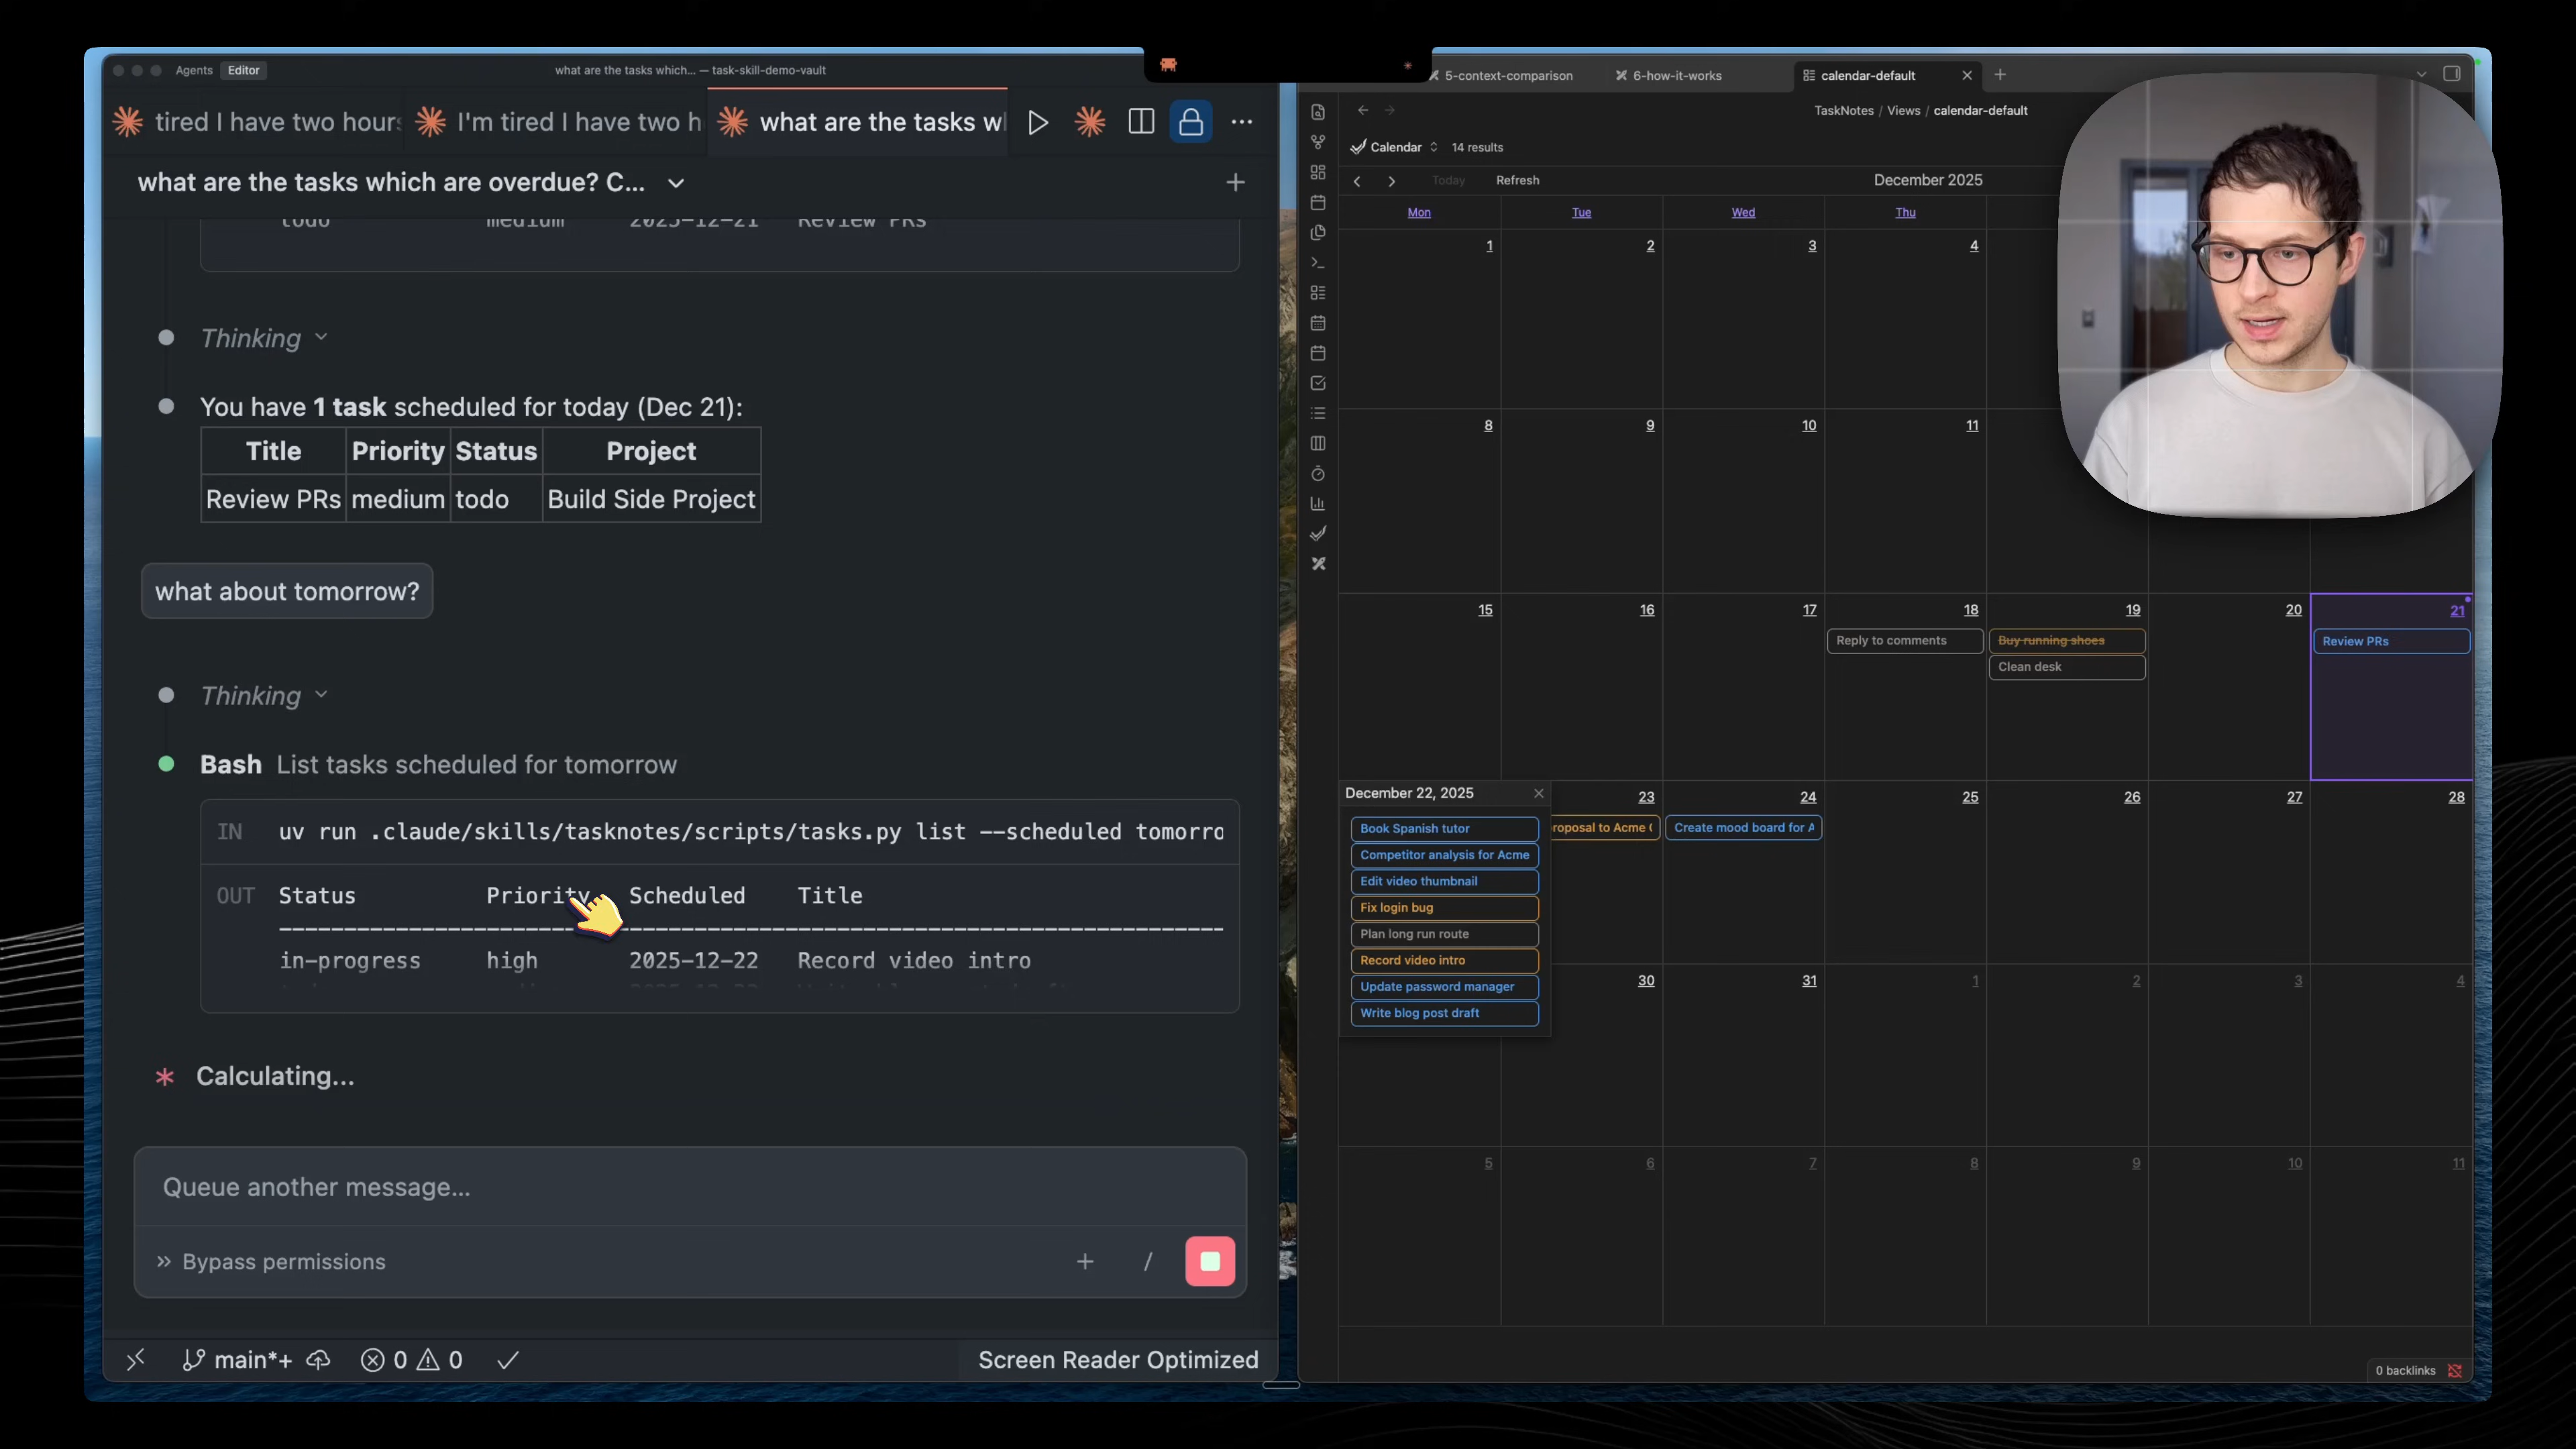 Agents Editor
what are the tasks which... — task-skill-demo-vault
tired I have two hours
I'm tired I have two h
what are the tasks wh
what are the tasks which are overdue? C...
todo medium 2025-12-21 Review PRs
Thinking
You have 1 task scheduled for today (Dec 21):
Title Priority Status Project
Review PRs medium todo Build Side Project
what about tomorrow?
Thinking
Bash List tasks scheduled for tomorrow
IN uv run .claude/skills/tasknotes/scripts/tasks.py list --scheduled tomorro
OUT Status Priority Scheduled Title
in-progress high 2025-12-22 Record video intro
Calculating...
Queue another message...
Bypass permissions
main*+ 0 0
Screen Reader Optimized
5-context-comparison
6-how-it-works
calendar-default
TaskNotes / Views / calendar-default
Calendar 14 results
Today Refresh
December 2025
Mon Tue Wed Thu
1 2 3 4
8 9 10 11
15 16 17 18 19 20 21
Reply to comments
Buy running shoes
Clean desk
Review PRs
December 22, 2025
Book Spanish tutor
Competitor analysis for Acme
Edit video thumbnail
Fix login bug
Plan long run route
Record video intro
Update password manager
Write blog post draft
23 24 25 26 27 28
roposal to Acme
Create mood board for A
30 31 1 2 3 4
5 6 7 8 9 10 11
0 backlinks